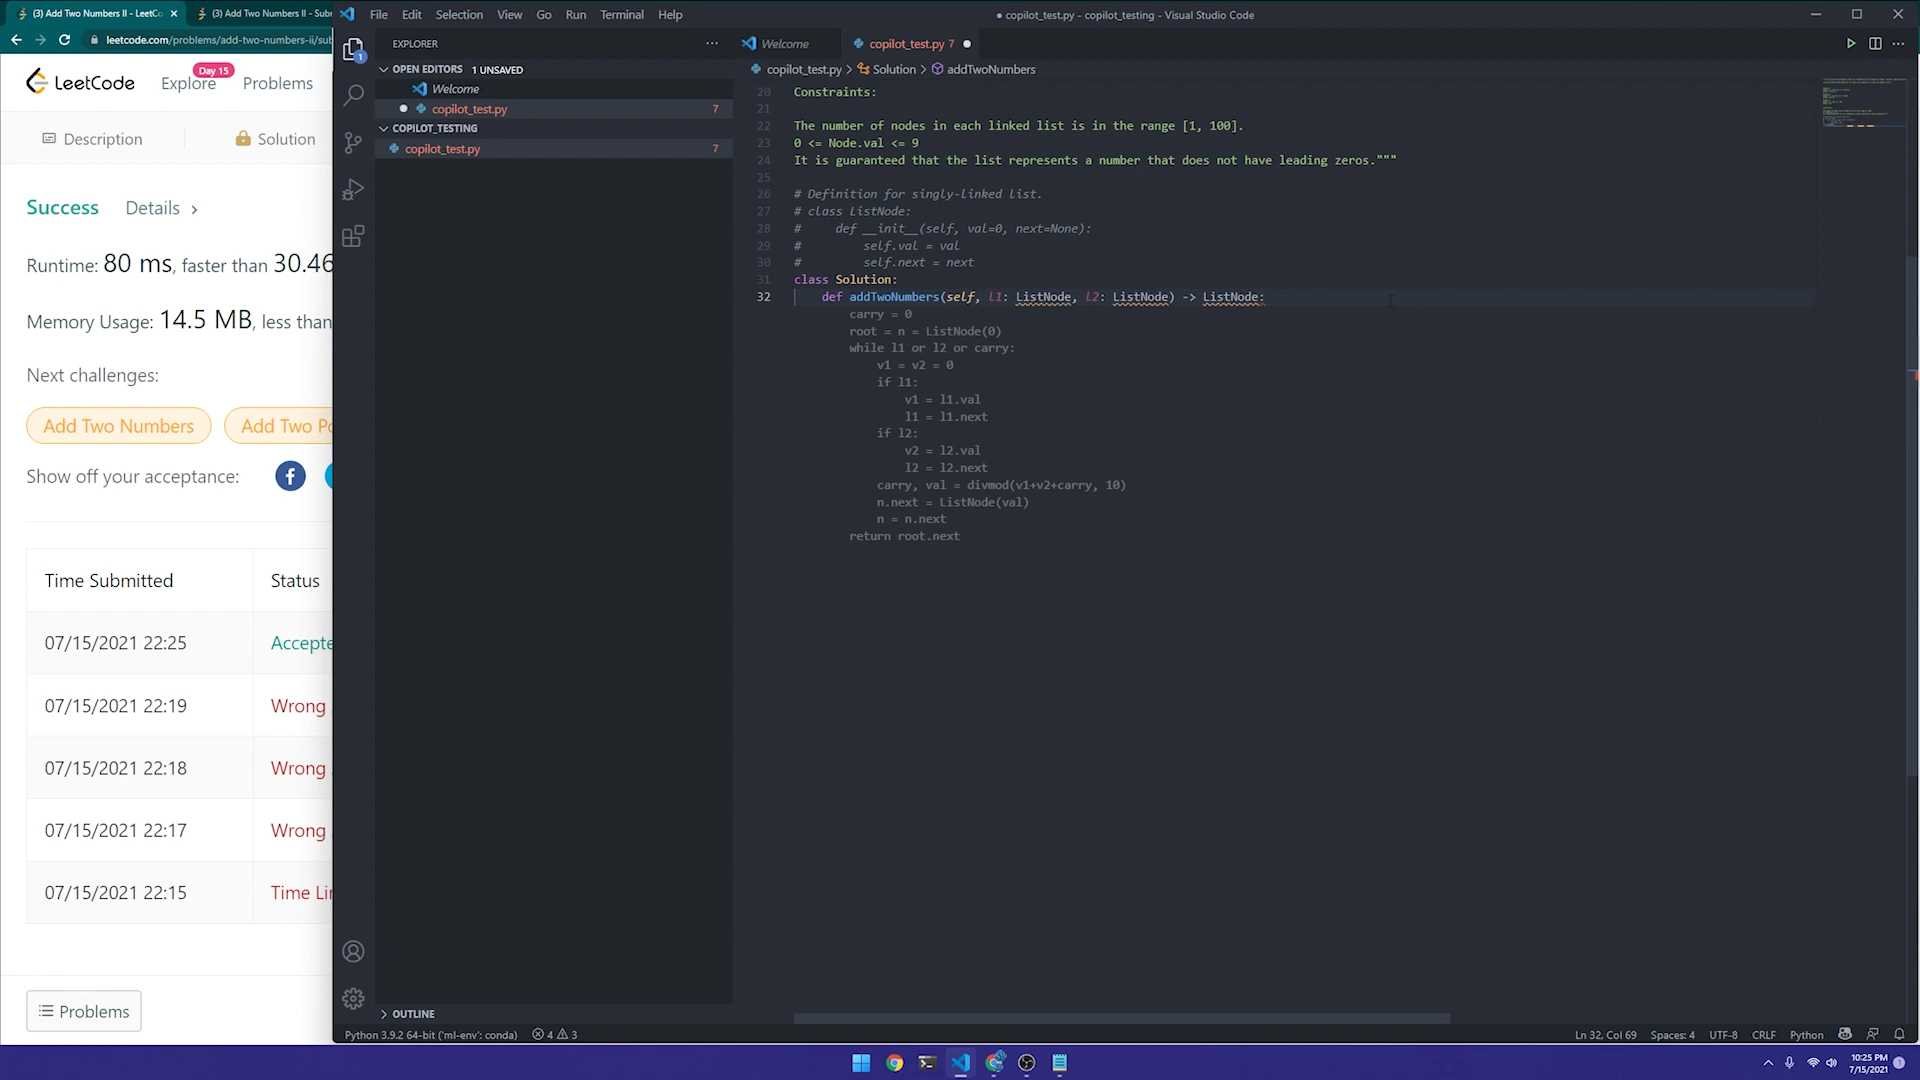 (3) Add Two Numbers II - LeetC
(3) Add Two Numbers II - Sub
leetcode.com/problems/add-two-numbers-ii/sub
LeetCode
Explore
Day 15
Problems
Description
Solution
Success
Details
Runtime: 80 ms, faster than 30.46
Memory Usage: 14.5 MB, less than
Next challenges:
Add Two Numbers
Add Two Po
Show off your acceptance:
Time Submitted
Status
07/15/2021 22:25
Accepte
07/15/2021 22:19
Wrong
07/15/2021 22:18
Wrong
07/15/2021 22:17
Wrong
07/15/2021 22:15
Time Lir
Problems
File Edit Selection View Go Run Terminal Help
● copilot_test.py - copilot_testing - Visual Studio Code
EXPLORER
OPEN EDITORS 1 UNSAVED
Welcome
copilot_test.py 7
COPILOT_TESTING
copilot_test.py 7
OUTLINE
Welcome
copilot_test.py 7
copilot_test.py > Solution > addTwoNumbers
20 Constraints:
21
22 The number of nodes in each linked list is in the range [1, 100].
23 0 <= Node.val <= 9
24 It is guaranteed that the list represents a number that does not have leading zeros."""
25
26 # Definition for singly-linked list.
27 # class ListNode:
28 #     def __init__(self, val=0, next=None):
29 #         self.val = val
30 #         self.next = next
31 class Solution:
32     def addTwoNumbers(self, l1: ListNode, l2: ListNode) -> ListNode:
        carry = 0
        root = n = ListNode(0)
        while l1 or l2 or carry:
            v1 = v2 = 0
            if l1:
                v1 = l1.val
                l1 = l1.next
            if l2:
                v2 = l2.val
                l2 = l2.next
            carry, val = divmod(v1+v2+carry, 10)
            n.next = ListNode(val)
            n = n.next
        return root.next
Python 3.9.2 64-bit ('ml-env': conda)
4 3
Ln 32, Col 69
Spaces: 4
UTF-8
CRLF
Python
10:25 PM
7/15/2021
1